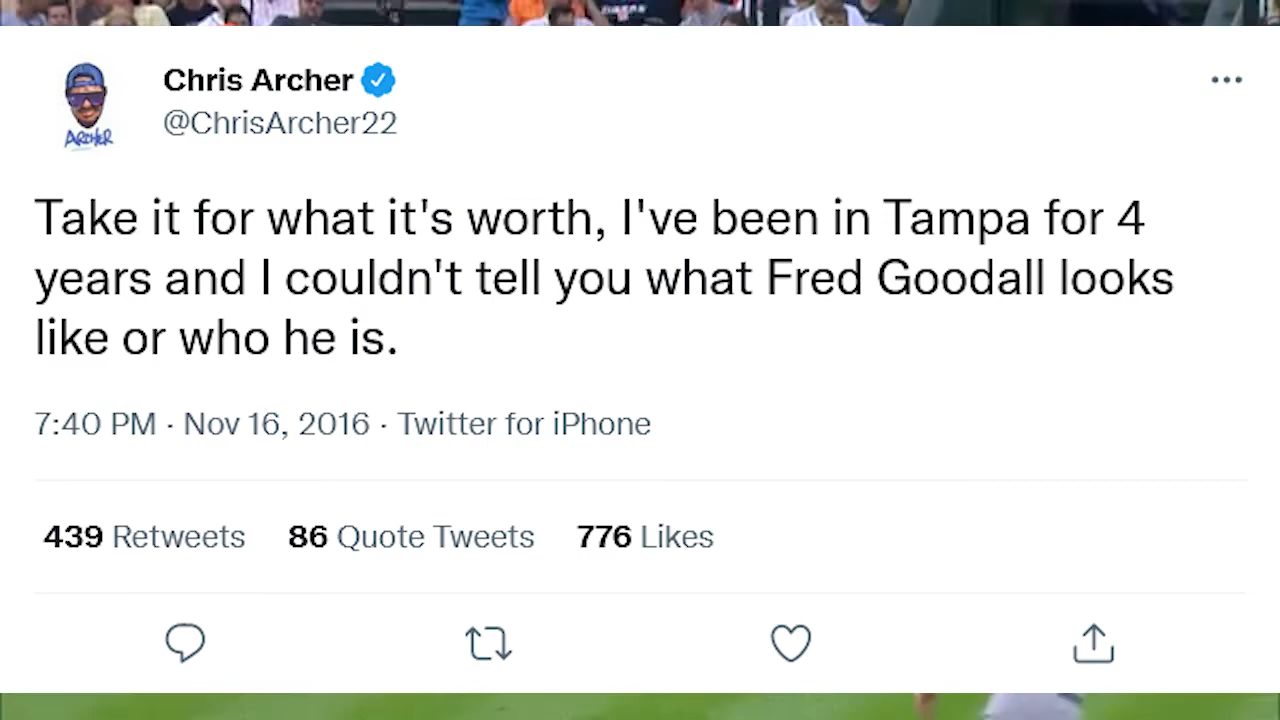 Chris Archer
@ChrisArcher22
ARCHER
Take it for what it's worth, I've been in Tampa for 4
years and I couldn't tell you what Fred Goodall looks
like or who he is.
7:40 PM · Nov 16, 2016 · Twitter for iPhone
439 Retweets 86 Quote Tweets 776 Likes